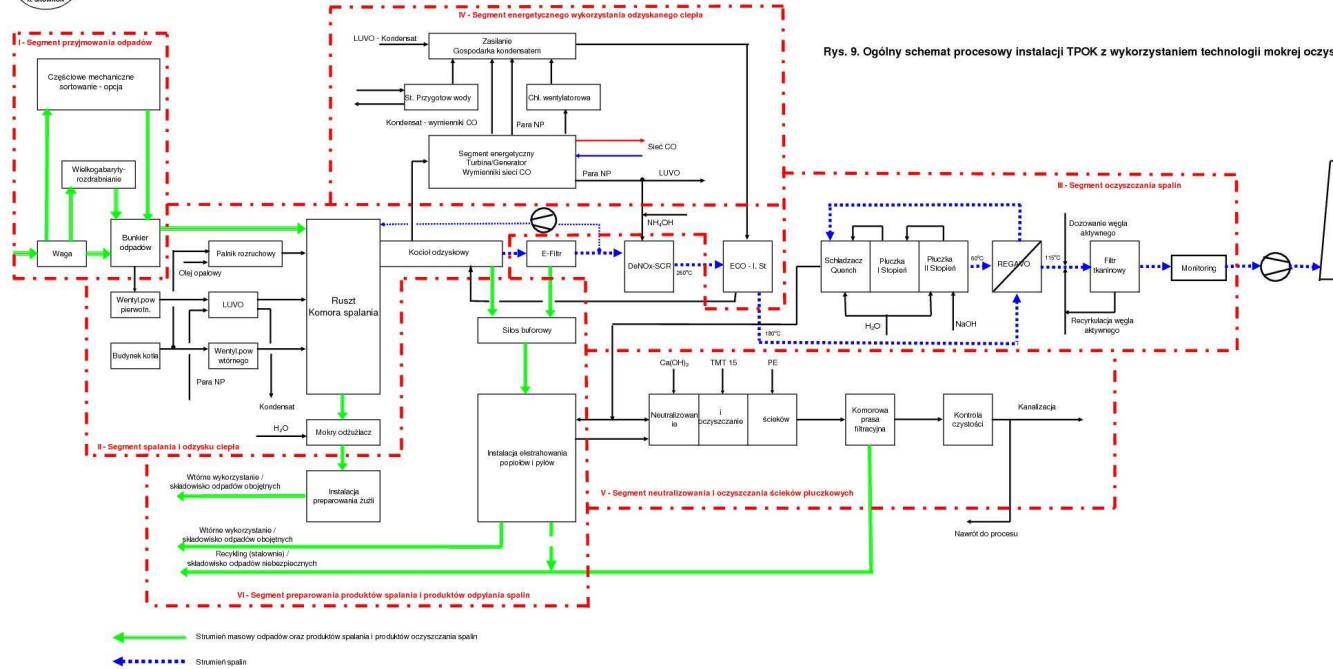 IV - Segment energetycznego wykorzystania odzyskanego ciepła
Rys. 9. Ogólny schemat procesowy instalacji TPOK z wykorzystaniem technologii mokrej oczys
I - Segment przyjmowania odpadów
Częściowe mechaniczne
sortowanie - opcja
Wielkogabaryty-
rozdrabnianie
Waga
Bunkier
odpadów
LUVO - Kondensat
Zasilanie
Gospodarka kondensatem
St. Przygotow wody
Chł. wentylatorowa
Kondensat - wymienniki CO
Para NP
Segment energetyczny
Turbina/Generator
Wymienniki sieci CO
Sieć CO
Para NP
LUVO
NH₄OH
III - Segment oczyszczania spalin
Palnik rozruchowy
Olej opałowy
Wentyl.pow
pierwotn.
LUVO
Budynek kotła
Wentyl.pow
wtórnego
Para NP
Kondensat
Ruszt
Komora spalania
Kocioł odzyskowy
E-Filtr
DeNOx-SCR
260°C
ECO - I. St
180°C
Silos buforowy
Schładzacz
Quench
Płuczka
I Stopień
Płuczka
II Stopień
60°C
REGAVO
115°C
H₂O
NaOH
Dozowanie węgla
aktywnego
Filtr
tkaninowy
Recyrkulacja węgla
aktywnego
Monitoring
H₂O
Mokry odżużlacz
II - Segment spalania i odzysku ciepła
Instalacja
preparowania żużli
Instalacja ekstrahowania
popiołów i pyłów
Ca(OH)₂
TMT 15
PE
Neutralizowan
ie
i
oczyszczanie
ścieków
Komorowa
prasa
filtracyjna
Kontrola
czystości
Kanalizacja
Nawrót do procesu
V - Segment neutralizowania i oczyszczania ścieków płuczkowych
Wtórne wykorzystanie /
składowisko odpadów obojętnych
Wtórne wykorzystanie /
składowisko odpadów obojętnych
Recykling (stalownie) /
składowisko odpadów niebezpiecznych
VI - Segment preparowania produktów spalania i produktów odpylania spalin
Strumień masowy odpadów oraz produktów spalania i produktów oczyszczania spalin
Strumień spalin